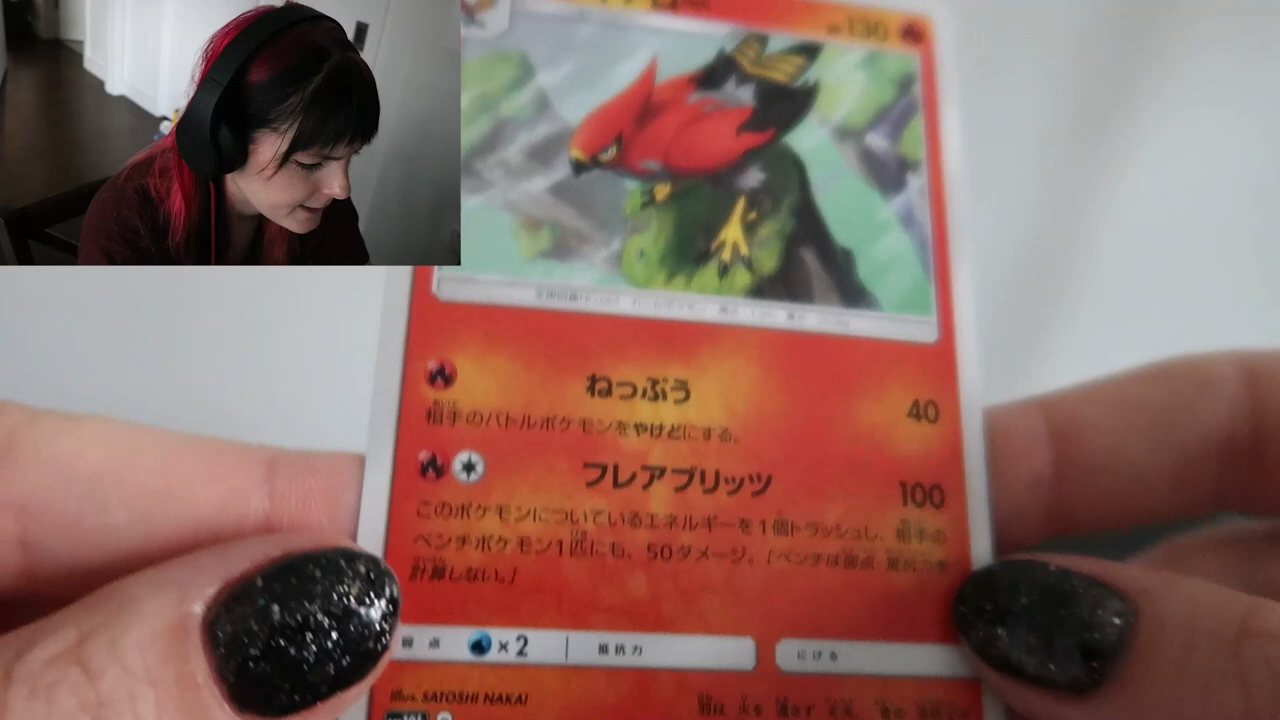 130
ねっぷう 40
相手のバトルポケモンをやけどにする。
フレアブリッツ 100
このポケモンについているエネルギーを1個トラッシュし、相手の
ベンチポケモン1匹にも、50ダメージ。[ベンチは弱点・抵抗力を
計算しない。]
弱点 ×2 抵抗力 にげる
Illus. SATOSHI NAKAI